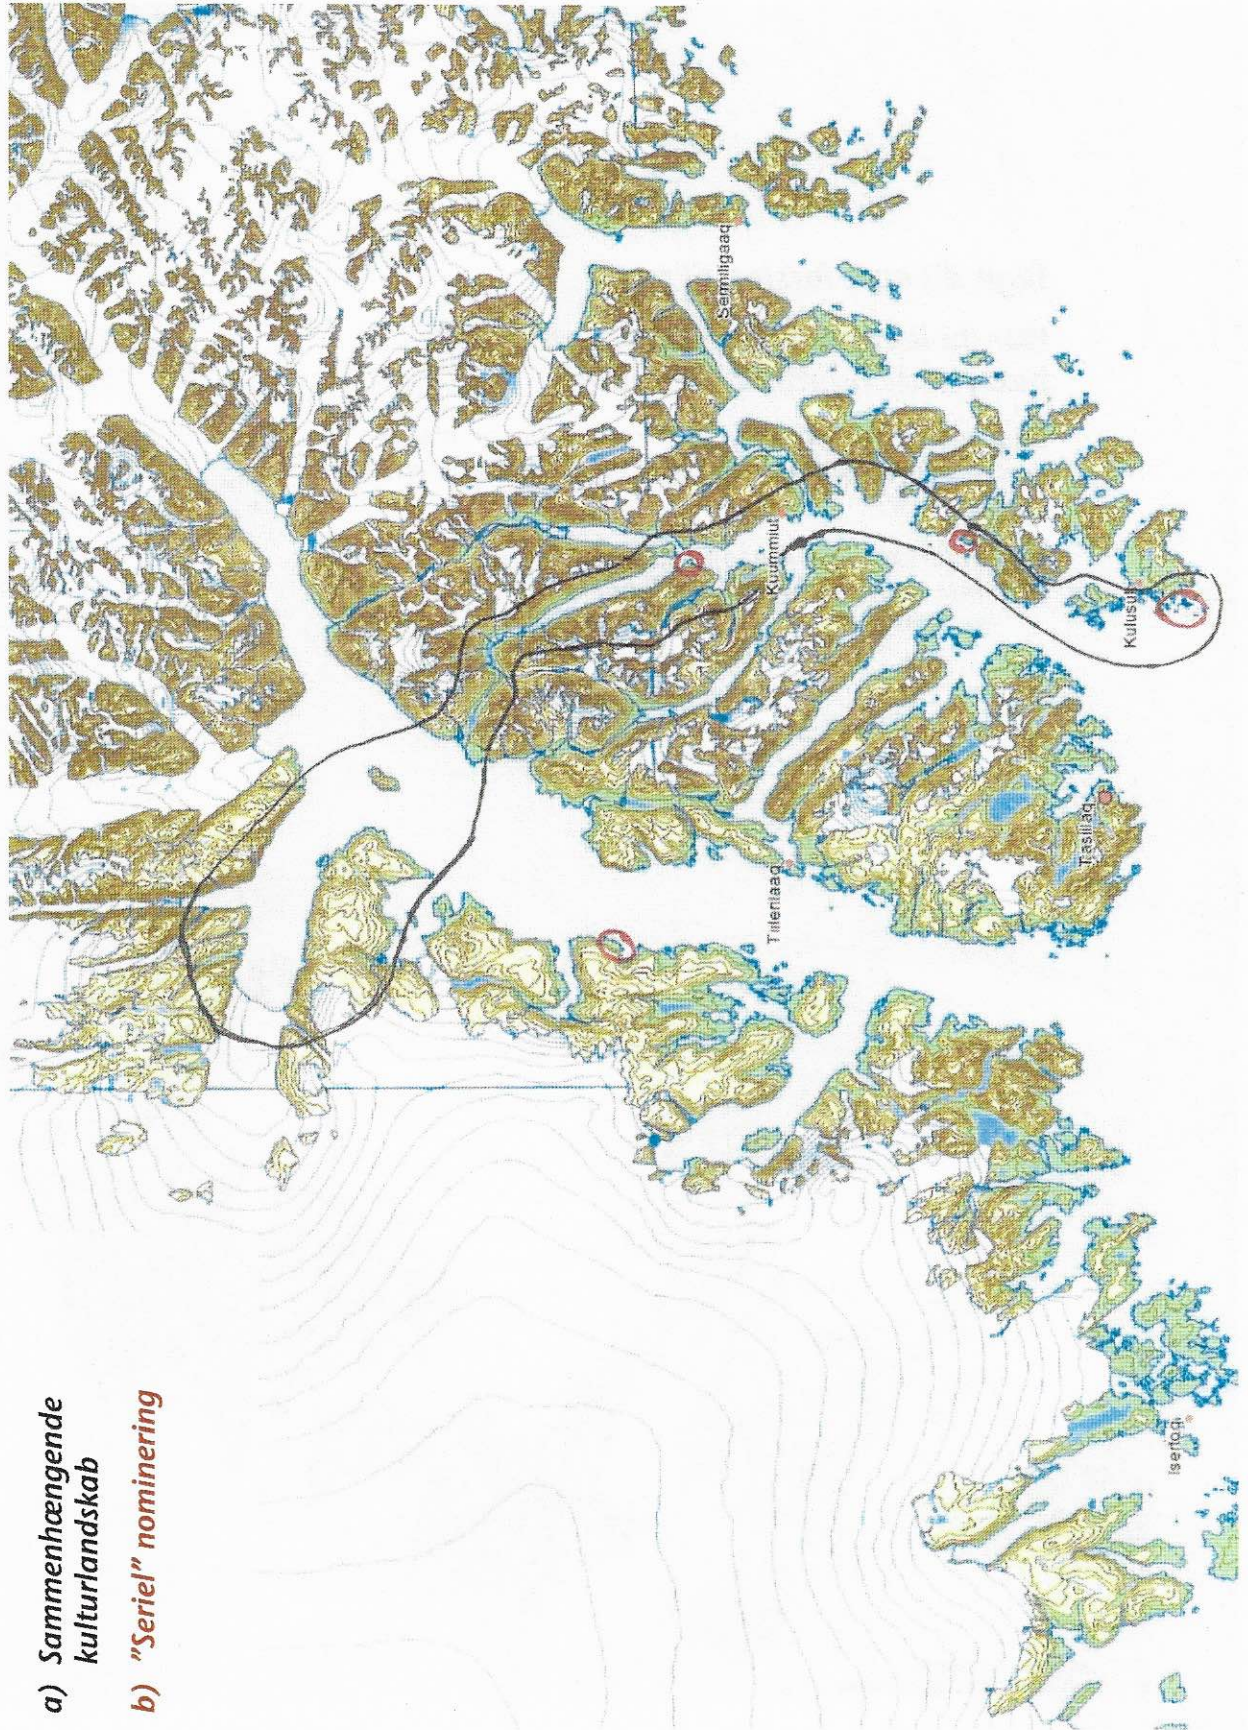 a) Sammenhængende
kulturlandskab
b) "Seriel" nominering
Sermiligaaq
Kuummiut
Kulusuk
Tiilerilaaq
Tasiilaq
Isertoq